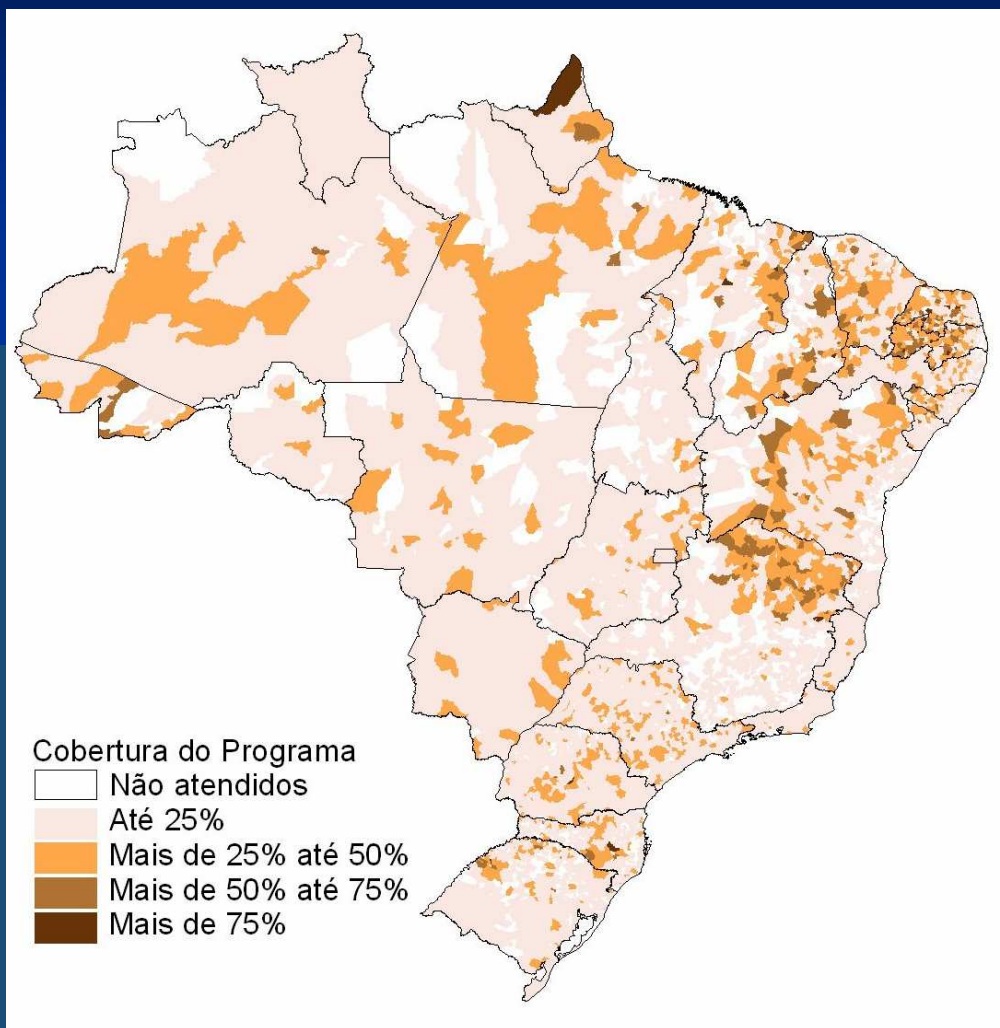 Cobertura do Programa
Não atendidos
Até 25%
Mais de 25% até 50%
Mais de 50% até 75%
Mais de 75%